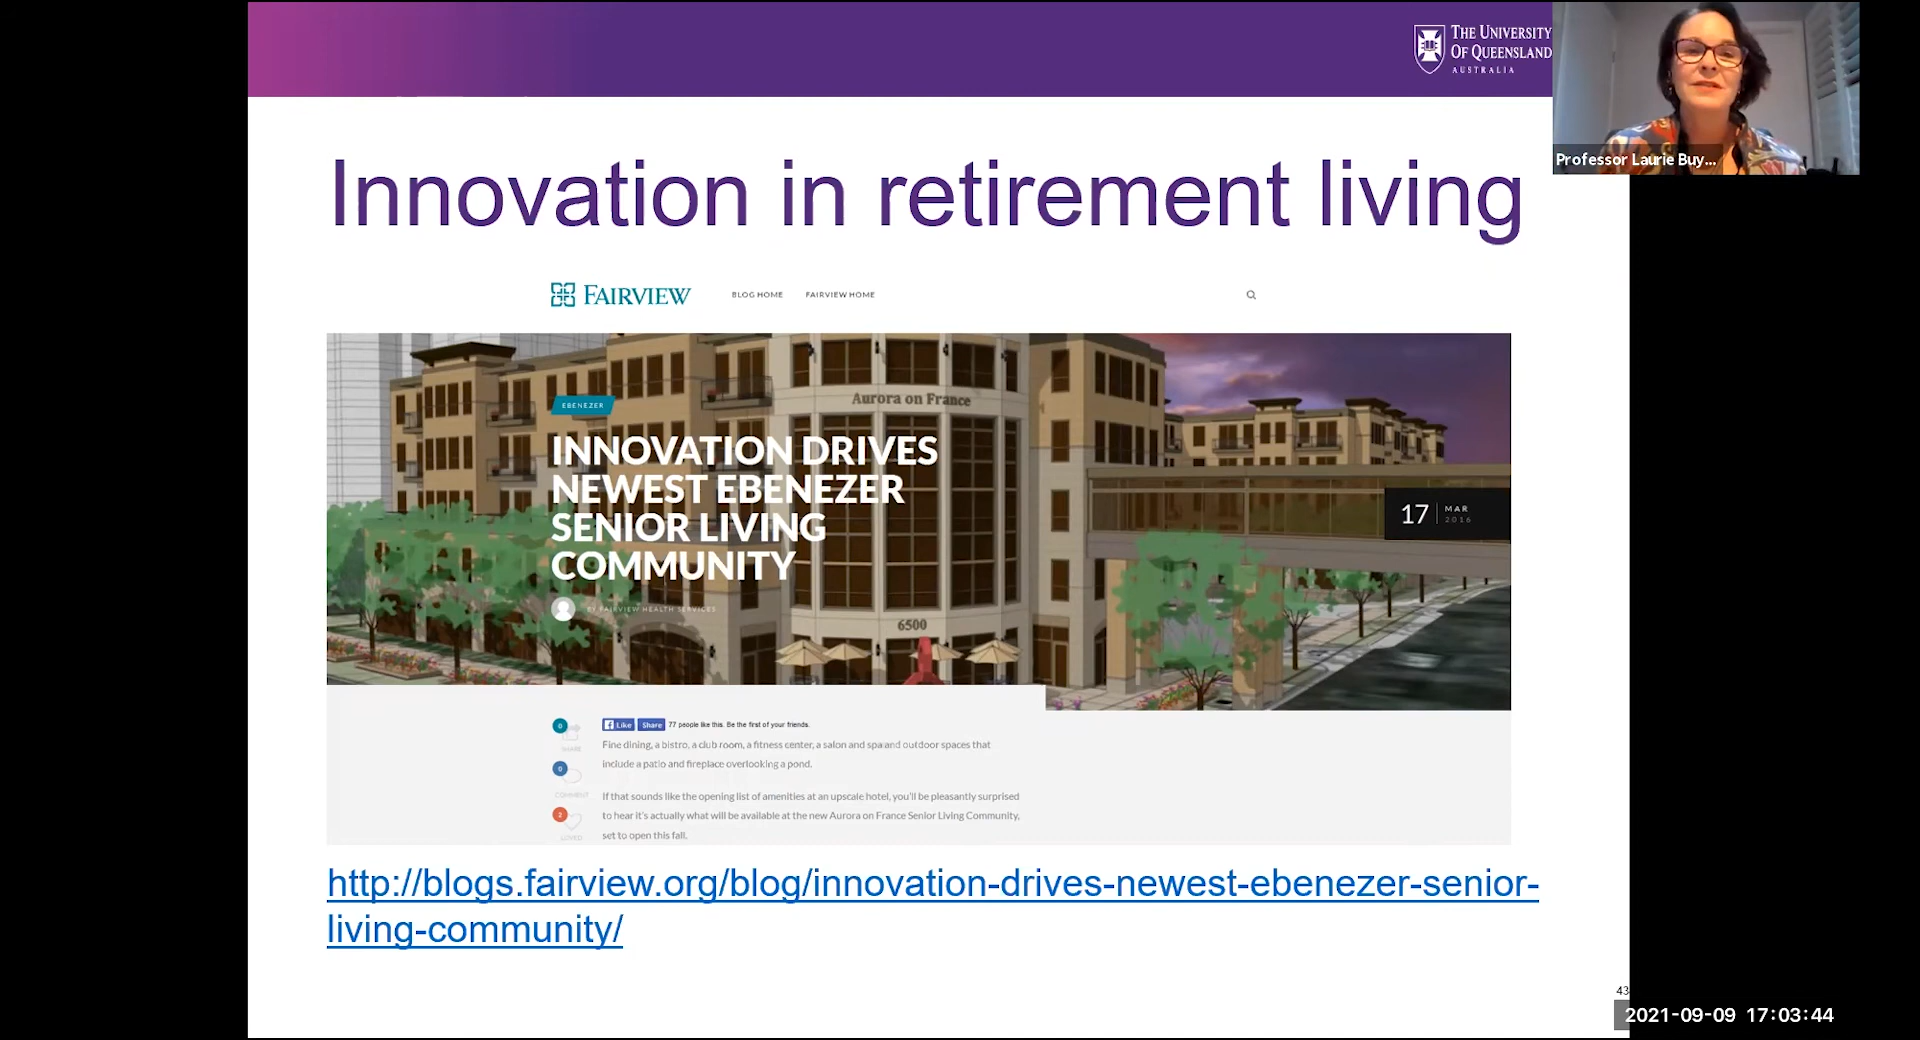 THE UNIVERSITY
OF QUEENSLAND
AUSTRALIA
Professor Laurie Buy...
Innovation in retirement living
FAIRVIEW
BLOG HOME
FAIRVIEW HOME
Aurora on France
EBENEZER
INNOVATION DRIVES
NEWEST EBENEZER
SENIOR LIVING
COMMUNITY
17 MAR
2016
BY FAIRVIEW HEALTH SERVICES
6500
0
SHARE
Like Share 77 people like this. Be the first of your friends.
Fine dining, a bistro, a club room, a fitness center, a salon and spa and outdoor spaces that
include a patio and fireplace overlooking a pond.
0
COMMENT
If that sounds like the opening list of amenities at an upscale hotel, you'll be pleasantly surprised
to hear it's actually what will be available at the new Aurora on France Senior Living Community,
set to open this fall.
2
LOVED
http://blogs.fairview.org/blog/innovation-drives-newest-ebenezer-senior-
living-community/
43
2021-09-09 17:03:44